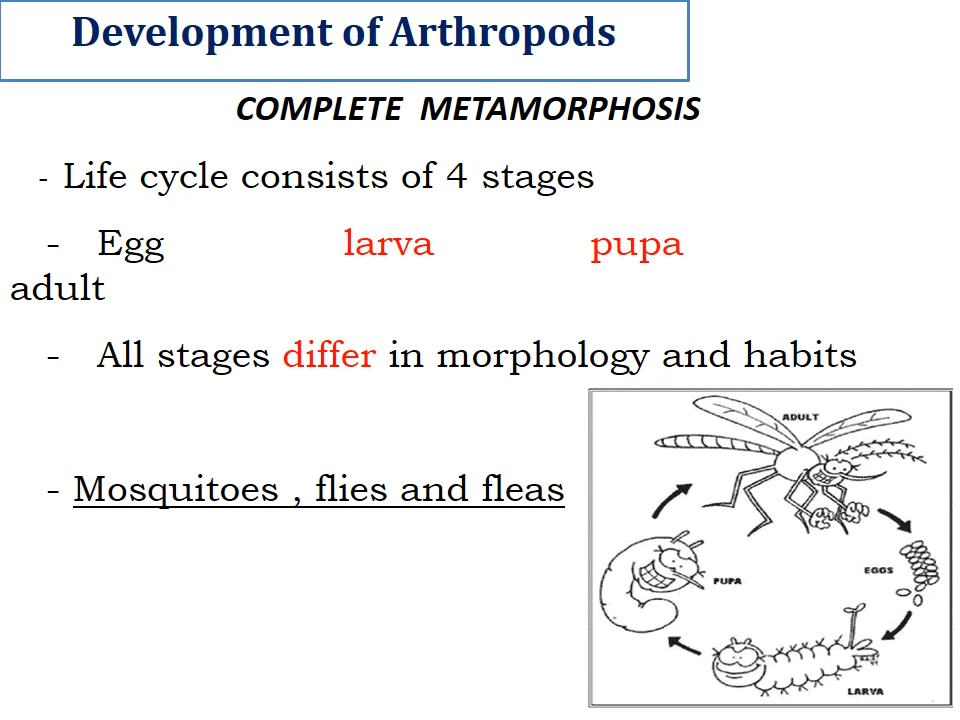 Development of Arthropods
COMPLETE METAMORPHOSIS
- Life cycle consists of 4 stages
- Egg larva pupa
adult
- All stages differ in morphology and habits
- Mosquitoes , flies and fleas
ADULT
EGGS
PUPA
LARVA